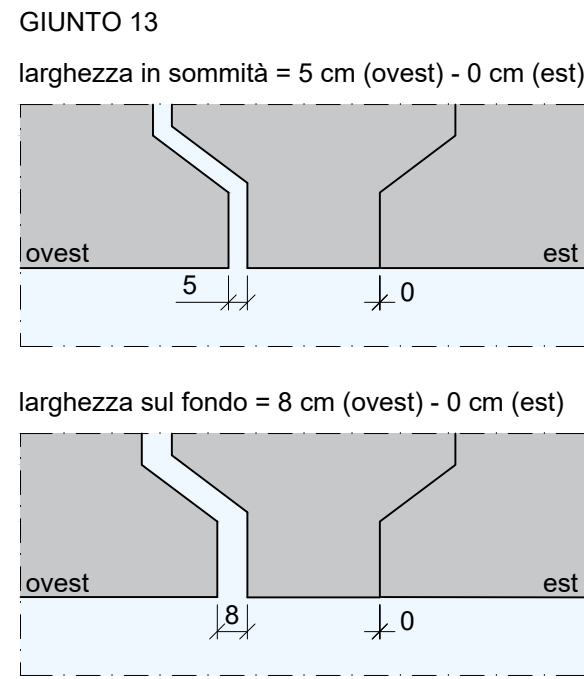 GIUNTO 13
larghezza in sommità = 5 cm (ovest) - 0 cm (est)
ovest
est
5
0
larghezza sul fondo = 8 cm (ovest) - 0 cm (est)
ovest
est
8
0